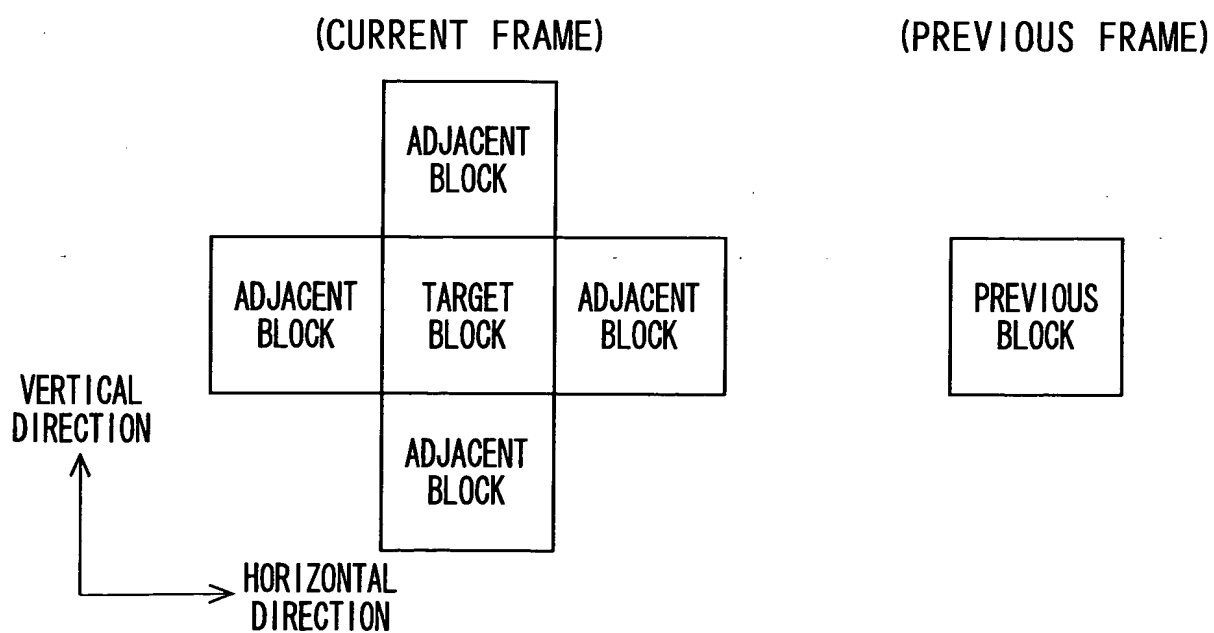 (CURRENT FRAME)
(PREVIOUS FRAME)
ADJACENT
BLOCK
ADJACENT
BLOCK
TARGET
BLOCK
ADJACENT
BLOCK
PREVIOUS
BLOCK
VERTICAL
DIRECTION
ADJACENT
BLOCK
HORIZONTAL
DIRECTION